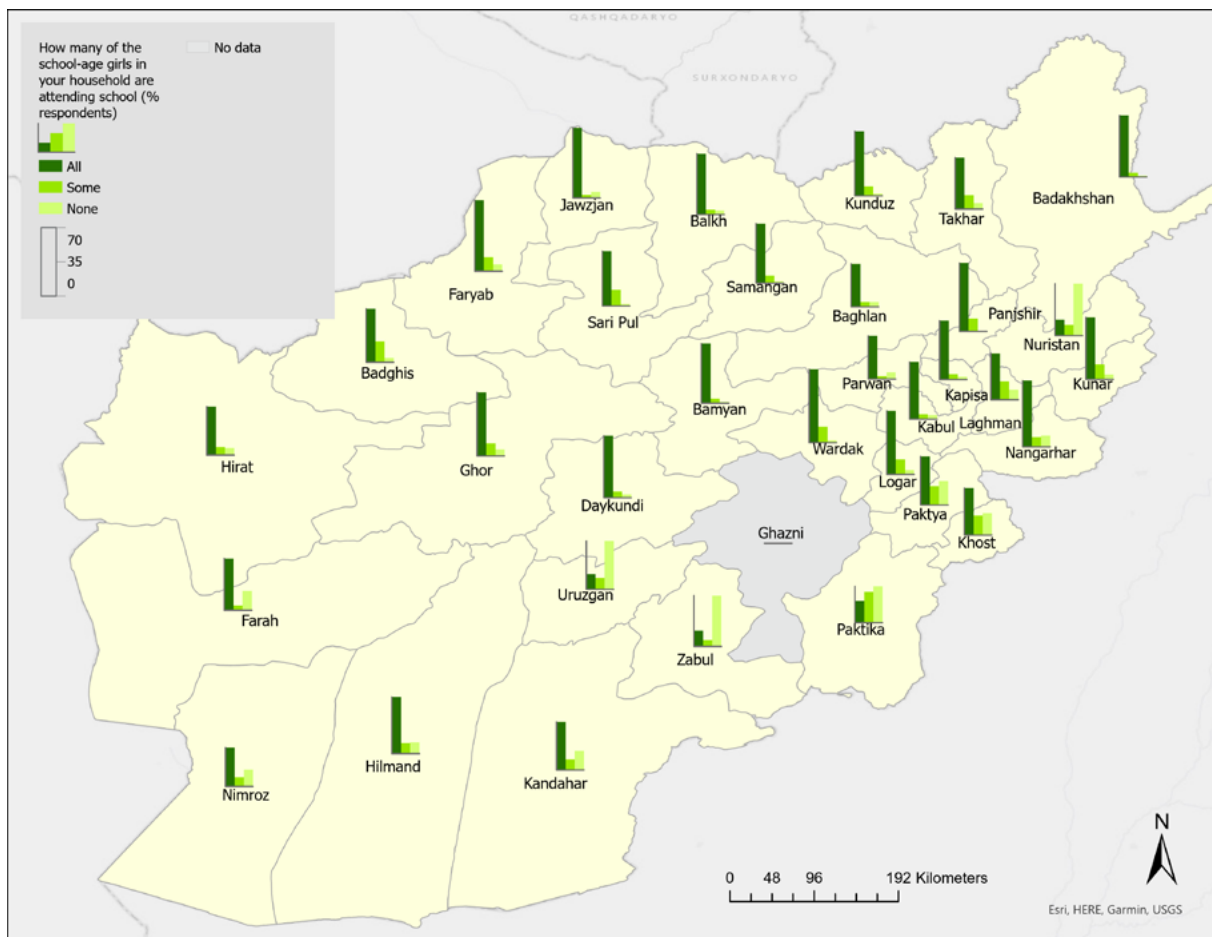 QASHQADARYO
SURXONDARYO
How many of the
school-age girls in
your household are
attending school (%
respondents)
No data
All
Some
None
70
35
0
Jawzjan
Balkh
Kunduz
Takhar
Badakhshan
Faryab
Sari Pul
Samangan
Baghlan
Panjshir
Nuristan
Badghis
Bamyan
Parwan
Kapisa
Kunar
Kabul
Laghman
Hirat
Ghor
Wardak
Nangarhar
Logar
Daykundi
Paktya
Ghazni
Khost
Uruzgan
Farah
Paktika
Zabul
Hilmand
Kandahar
Nimroz
N
0 48 96 192 Kilometers
Esri, HERE, Garmin, USGS